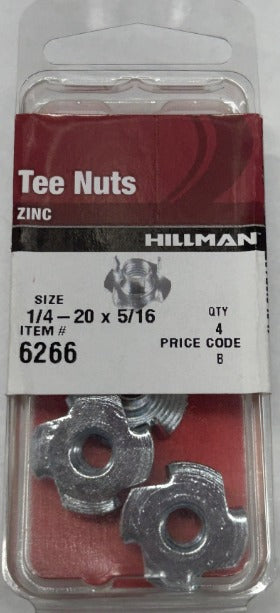 Tee Nuts
ZINC
HILLMAN
SIZE
1/4-20 x 5/16
QTY
4
ITEM #
6266
PRICE CODE
B